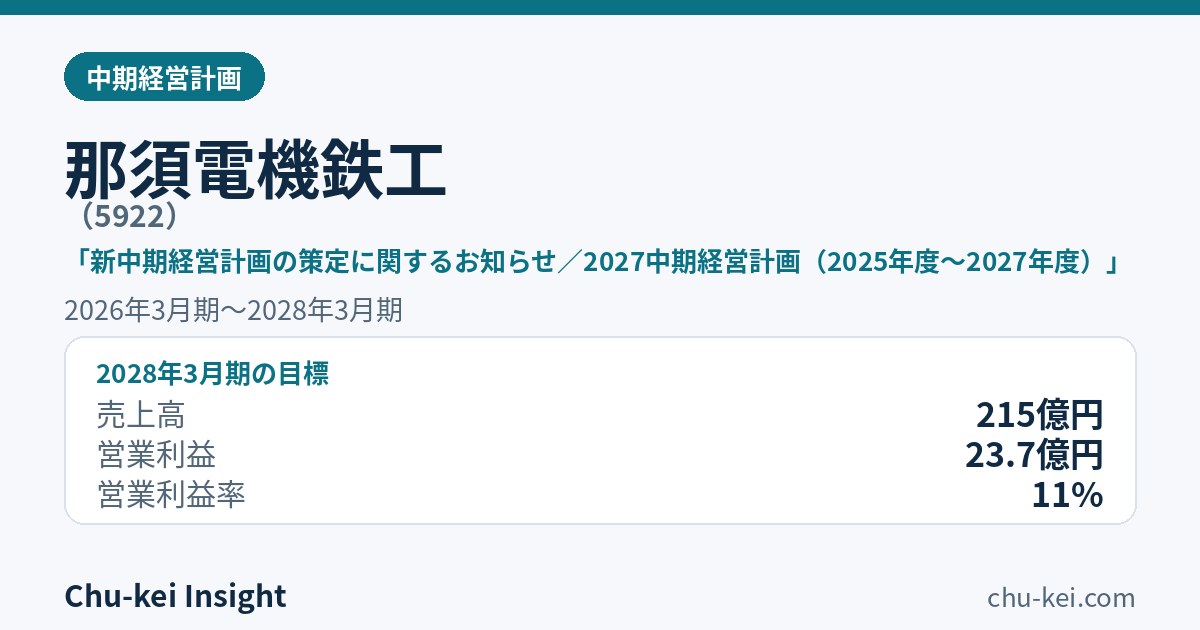 中期経営計画
那須電機鉄工
（5922）
「新中期経営計画の策定に関するお知らせ／2027中期経営計画（2025年度～2027年度）」
2026年3月期～2028年3月期
2028年3月期の目標
売上高 215億円
営業利益 23.7億円
営業利益率 11%
Chu-kei Insight chu-kei.com